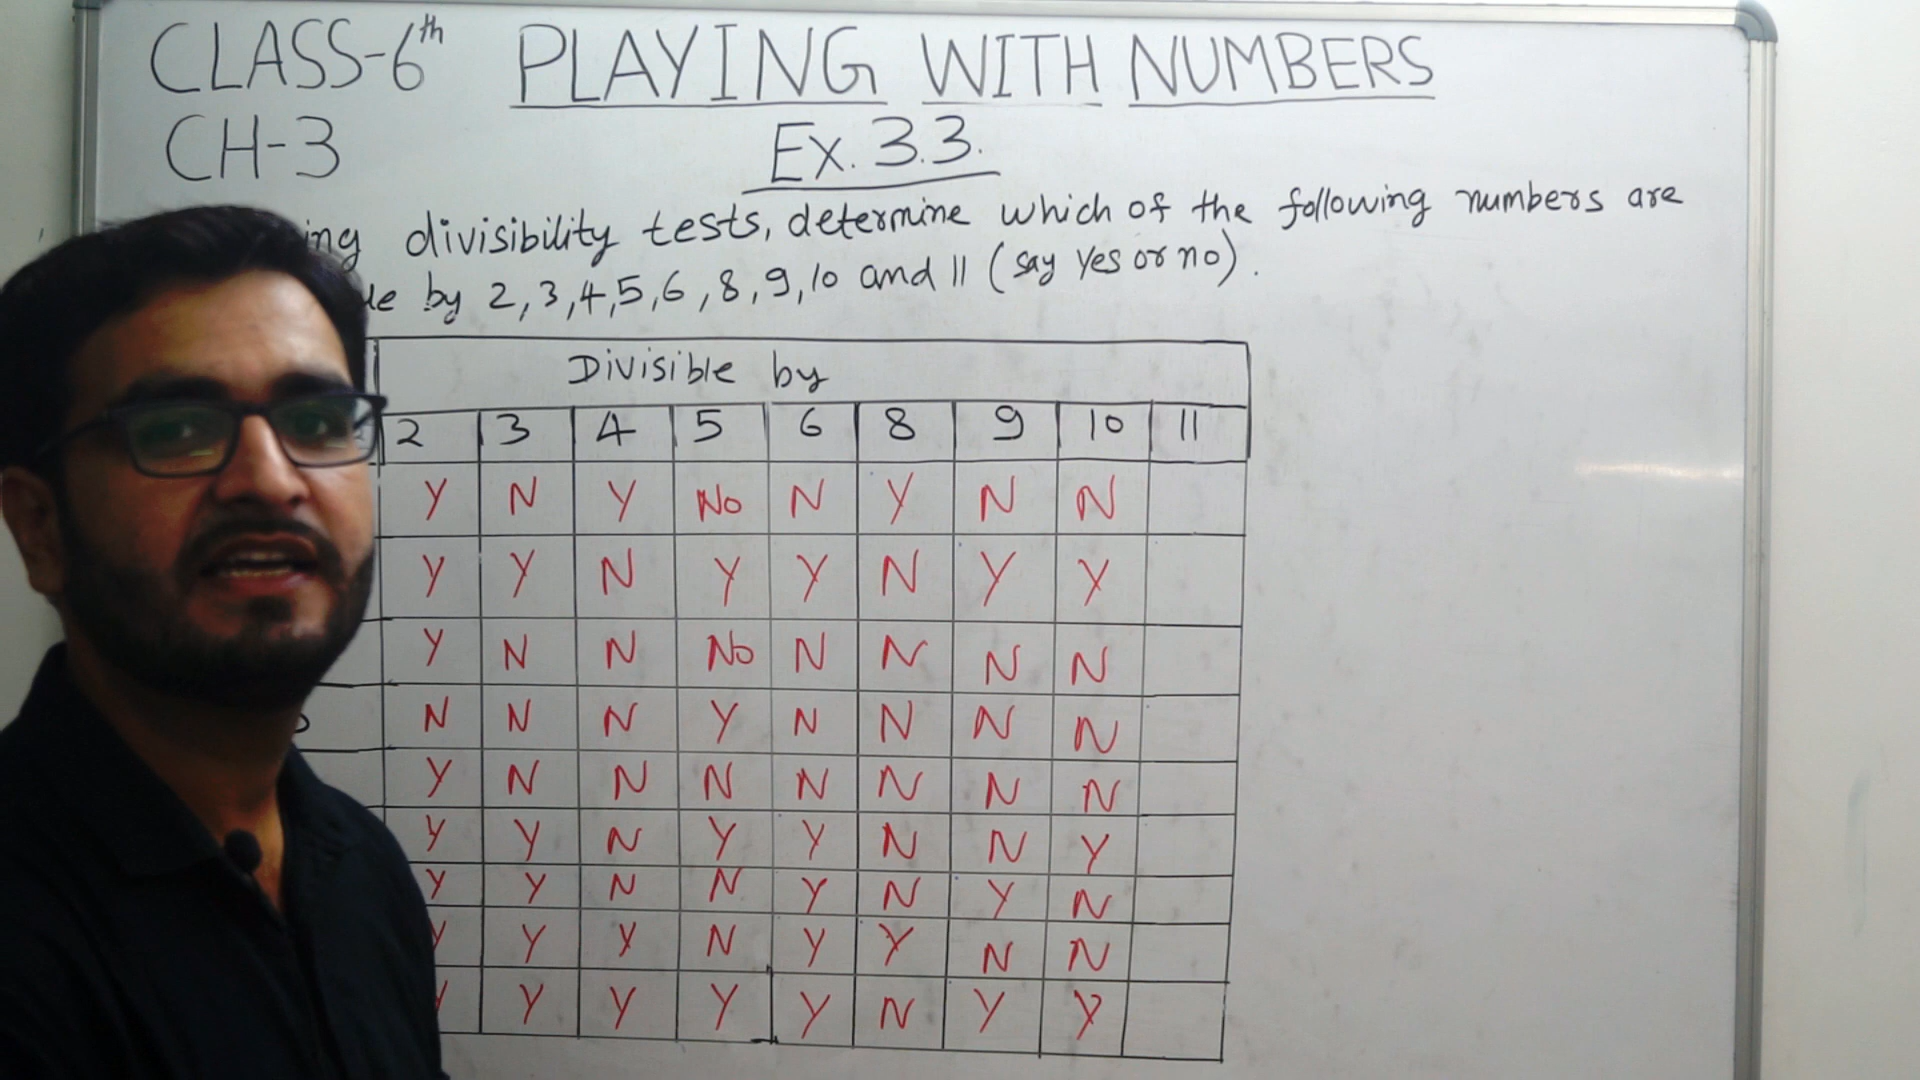 CLASS-6th PLAYING WITH NUMBERS
CH-3 Ex. 3.3.
ing divisibility tests, determine which of the following numbers are
le by 2, 3, 4, 5, 6, 8, 9, 10 and 11 (say yes or no).
Divisible by
2 3 4 5 6 8 9 10 11
Y N Y No N Y N N
Y Y N Y Y N Y Y
Y N N No N N N N
N N N Y N N N N
Y N N N N N N N
Y Y N Y Y N N Y
Y Y N N Y N Y N
Y Y Y N Y Y N N
Y Y Y Y Y N Y Y